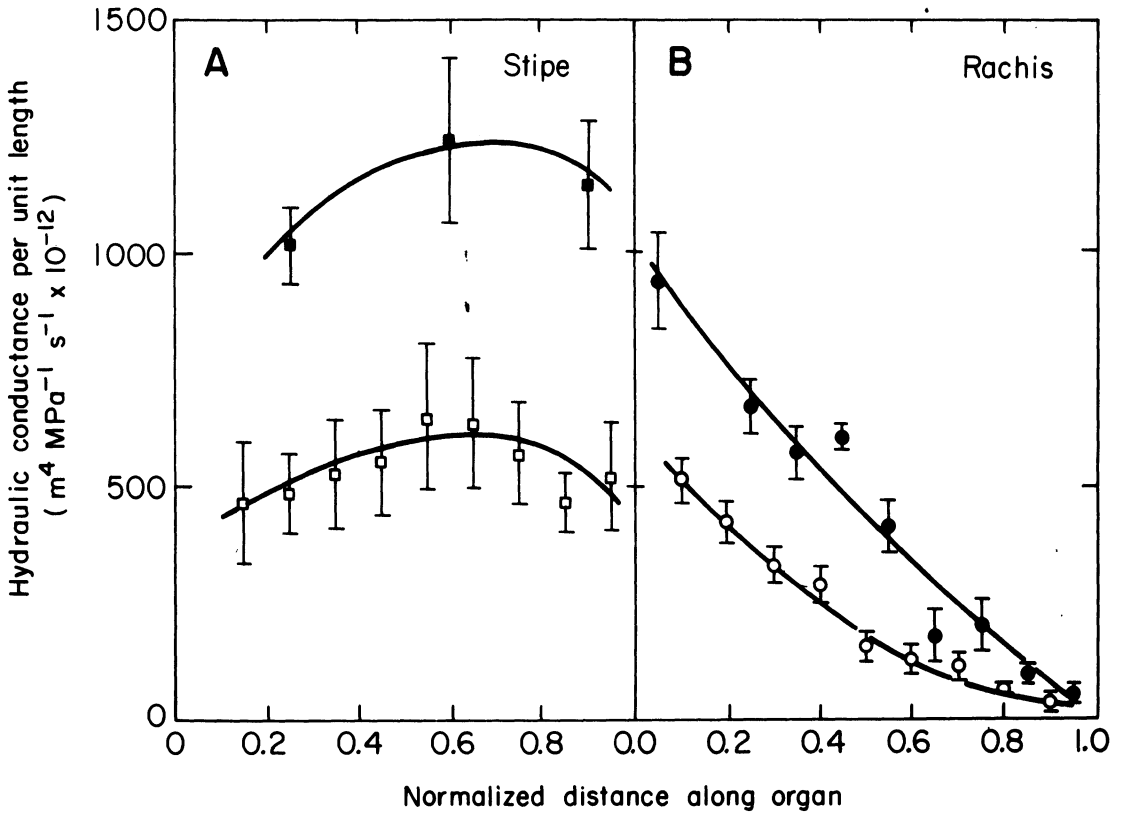 Hydraulic conductance per unit length
(m⁴ MPa⁻¹ s⁻¹ x 10⁻¹²)
1500
1000
500
0
A
Stipe
B
Rachis
0 0.2 0.4 0.6 0.8 0.0 0.2 0.4 0.6 0.8 1.0
Normalized distance along organ